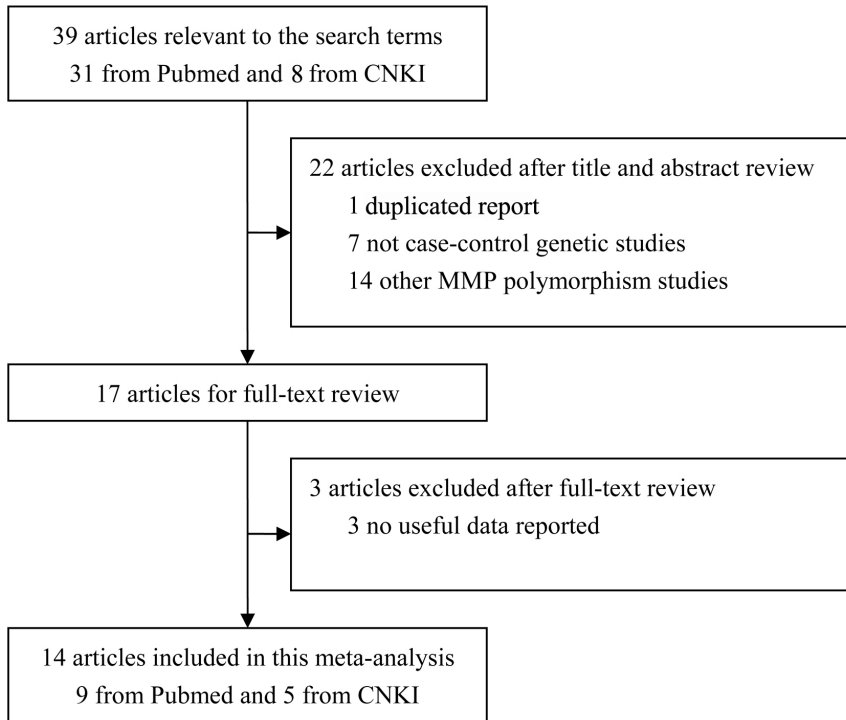 39 articles relevant to the search terms
31 from Pubmed and 8 from CNKI
22 articles excluded after title and abstract review
1 duplicated report
7 not case-control genetic studies
14 other MMP polymorphism studies
17 articles for full-text review
3 articles excluded after full-text review
3 no useful data reported
14 articles included in this meta-analysis
9 from Pubmed and 5 from CNKI